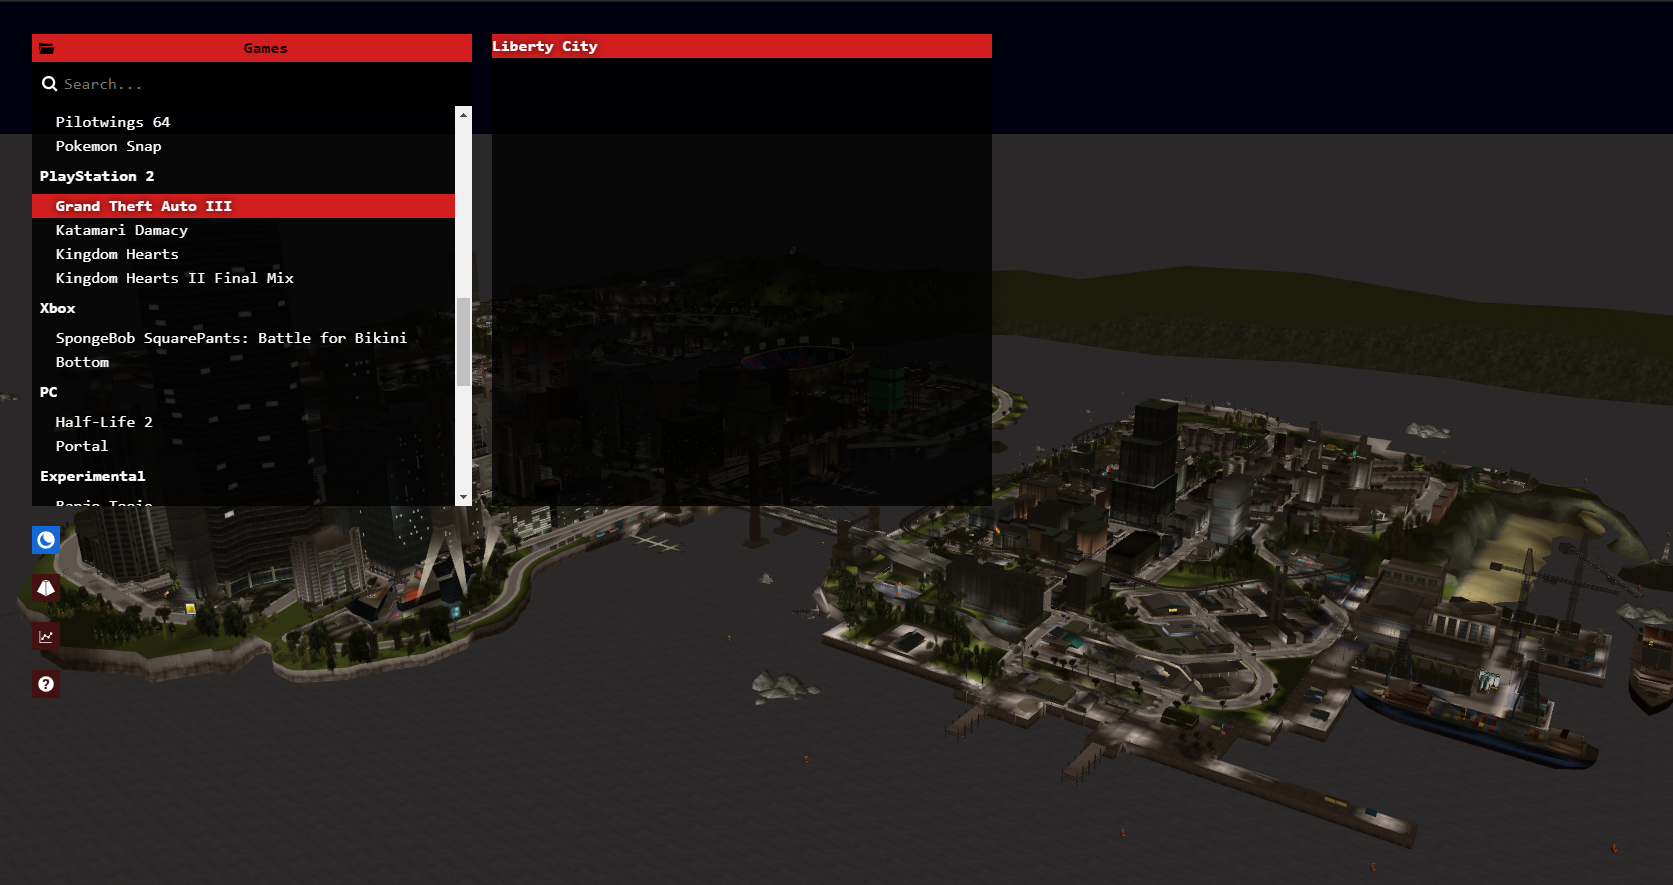 Games
Search...
Pilotwings 64
Pokemon Snap
PlayStation 2
Grand Theft Auto III
Katamari Damacy
Kingdom Hearts
Kingdom Hearts II Final Mix
Xbox
SpongeBob SquarePants: Battle for Bikini
Bottom
PC
Half-Life 2
Portal
Experimental
Liberty City